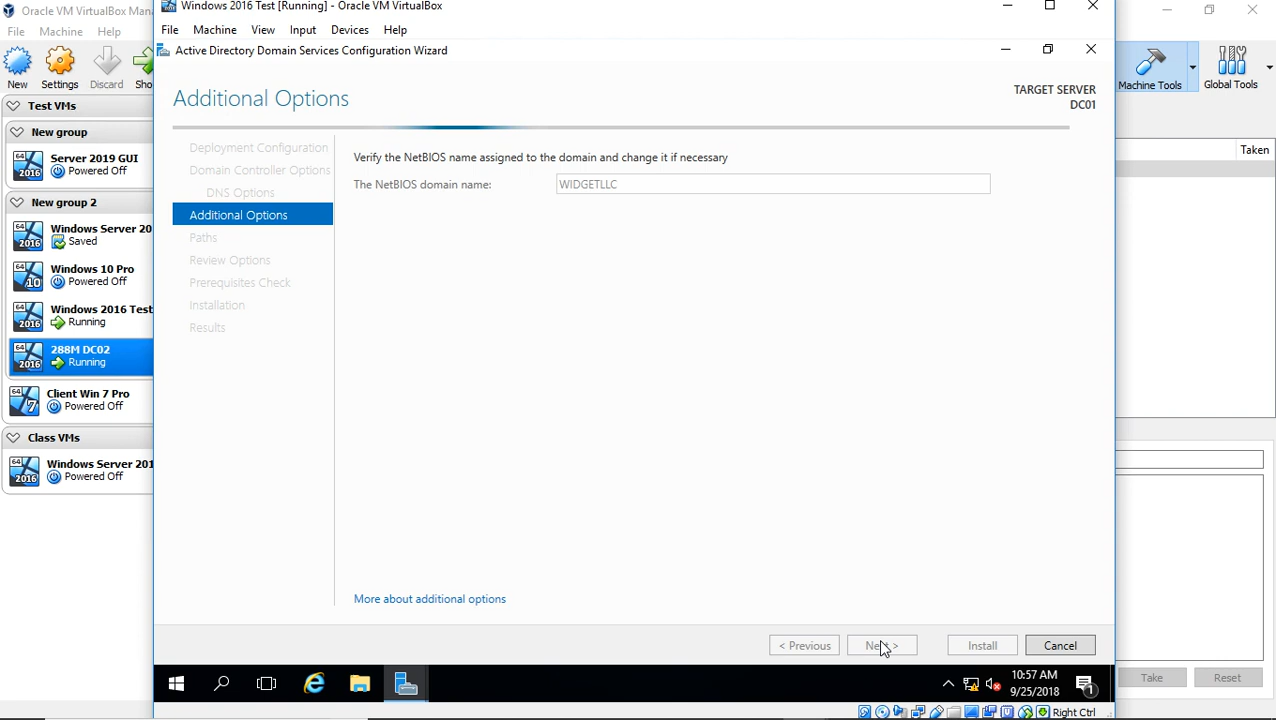 Oracle VM VirtualBox Mana
File Machine Help
New Settings Discard Sho
Test VMs
New group
Server 2019 GUI
Powered Off
New group 2
Windows Server 20
Saved
Windows 10 Pro
Powered Off
Windows 2016 Test
Running
288M DC02
Running
Client Win 7 Pro
Powered Off
Class VMs
Windows Server 201
Powered Off
Windows 2016 Test [Running] - Oracle VM VirtualBox
File Machine View Input Devices Help
Active Directory Domain Services Configuration Wizard
Additional Options
TARGET SERVER
DC01
Deployment Configuration
Domain Controller Options
DNS Options
Additional Options
Paths
Review Options
Prerequisites Check
Installation
Results
Verify the NetBIOS name assigned to the domain and change it if necessary
The NetBIOS domain name: WIDGETLLC
More about additional options
< Previous Next > Install Cancel
10:57 AM
9/25/2018
1
Right Ctrl
Machine Tools Global Tools
Taken
Take Reset